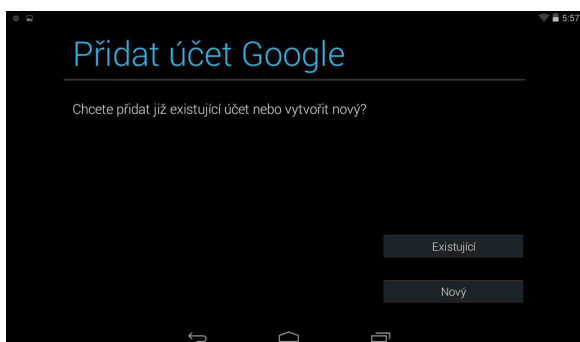 5:57
Přidat účet Google
Chcete přidat již existující účet nebo vytvořit nový?
Existující
Nový